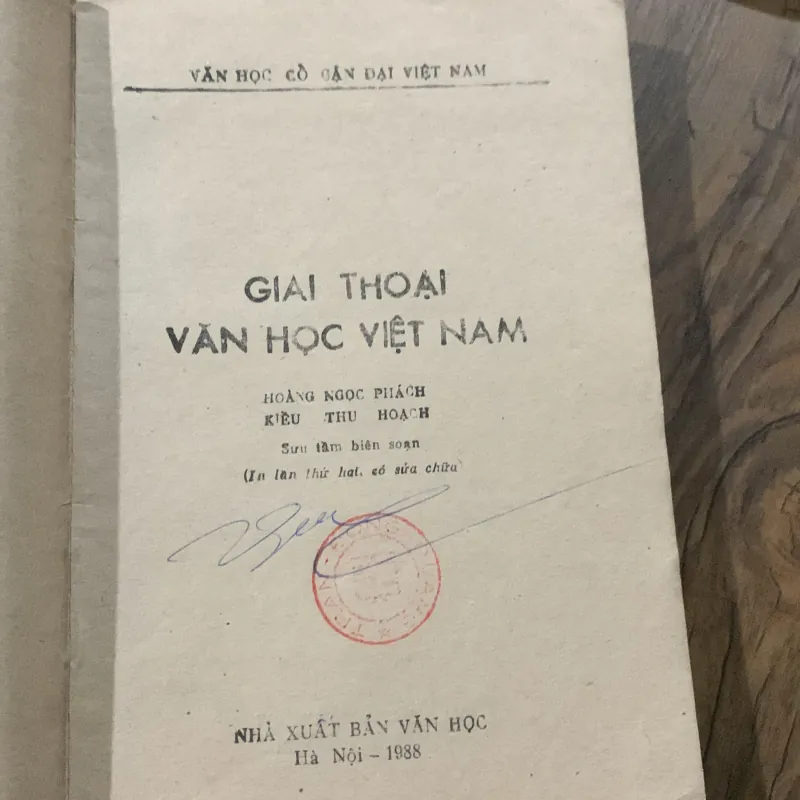 VĂN HỌC CỔ CẬN ĐẠI VIỆT NAM
GIAI THOẠI
VĂN HỌC VIỆT NAM
HOÀNG NGỌC PHÁCH
KIỀU THU HOẠCH
Sưu tầm biên soạn
(In lần thứ hai, có sửa chữa)
NHÀ XUẤT BẢN VĂN HỌC
Hà Nội - 1988